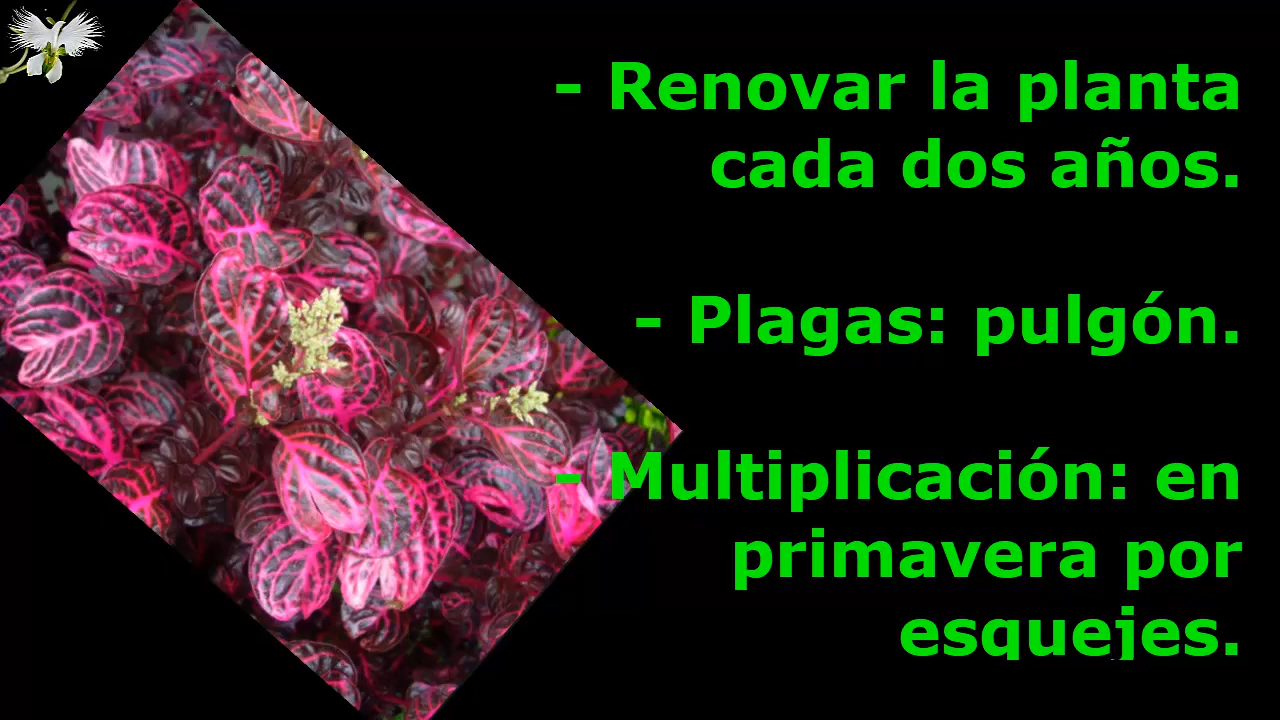 - Renovar la planta
cada dos años.
- Plagas: pulgón.
- Multiplicación: en
primavera por
esquejes.